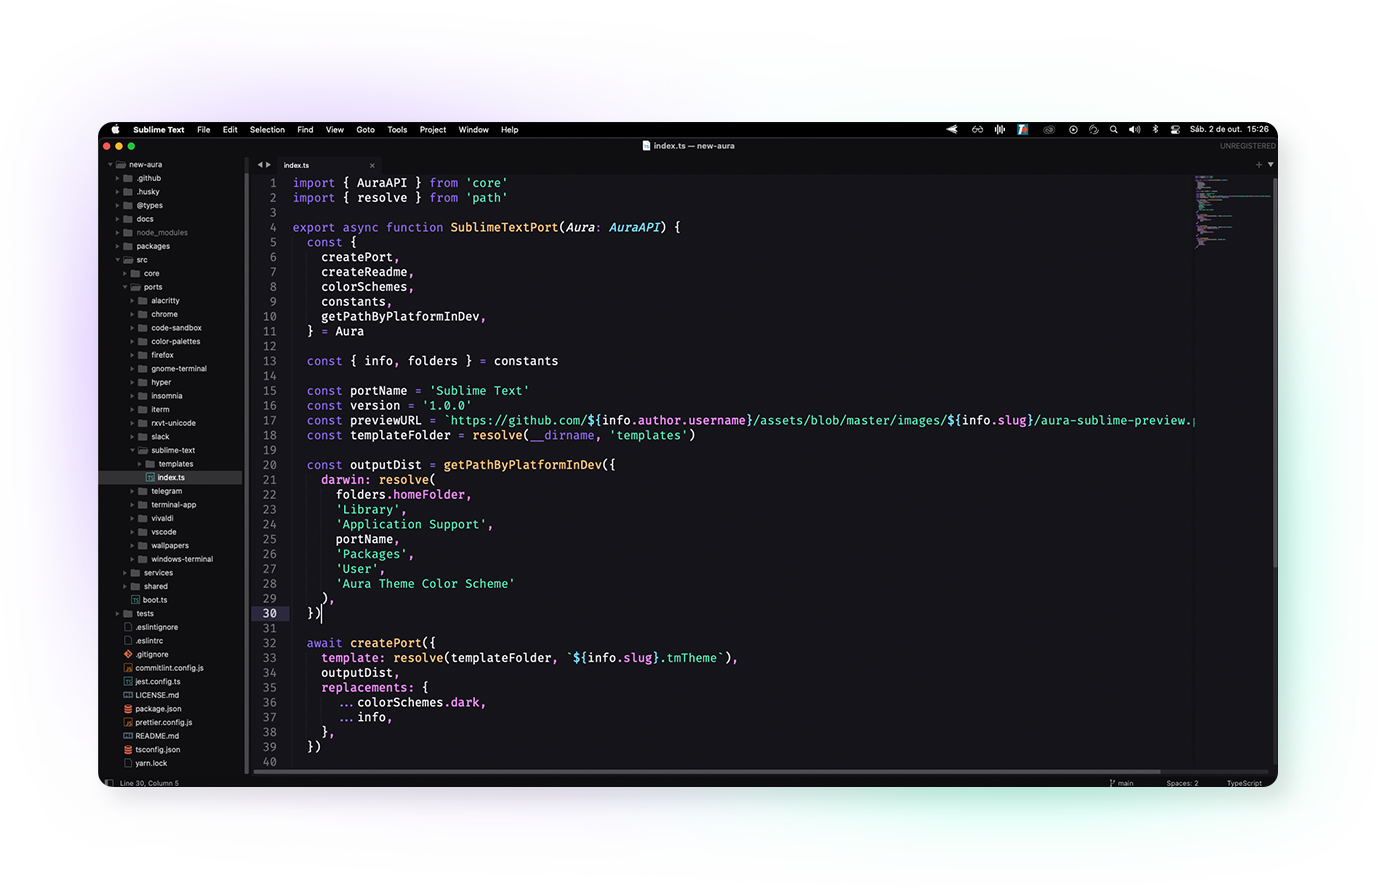 Sublime Text File Edit Selection Find View Goto Tools Project Window Help Sáb. 2 de out. 15:26
index.ts — new-aura
UNREGISTERED
new-aura
.github
.husky
@types
docs
node_modules
packages
src
core
ports
alacritty
chrome
code-sandbox
color-palettes
firefox
gnome-terminal
hyper
insomnia
iterm
rxvt-unicode
slack
sublime-text
templates
index.ts
telegram
terminal-app
vivaldi
vscode
wallpapers
windows-terminal
services
shared
boot.ts
tests
.eslintignore
.eslintrc
.gitignore
commitlint.config.js
jest.config.ts
LICENSE.md
package.json
prettier.config.js
README.md
tsconfig.json
yarn.lock
index.ts
1 import { AuraAPI } from 'core'
2 import { resolve } from 'path
3
4 export async function SublimeTextPort(Aura: AuraAPI) {
5 const {
6 createPort,
7 createReadme,
8 colorSchemes,
9 constants,
10 getPathByPlatformInDev,
11 } = Aura
12
13 const { info, folders } = constants
14
15 const portName = 'Sublime Text'
16 const version = '1.0.0'
17 const previewURL = `https://github.com/${info.author.username}/assets/blob/master/images/${info.slug}/aura-sublime-preview.p
18 const templateFolder = resolve(__dirname, 'templates')
19
20 const outputDist = getPathByPlatformInDev({
21 darwin: resolve(
22 folders.homeFolder,
23 'Library',
24 'Application Support',
25 portName,
26 'Packages',
27 'User',
28 'Aura Theme Color Scheme'
29 ),
30 })
31
32 await createPort({
33 template: resolve(templateFolder, `${info.slug}.tmTheme`),
34 outputDist,
35 replacements: {
36 ...colorSchemes.dark,
37 ...info,
38 },
39 })
40
Line 30, Column 5
main
Spaces: 2
TypeScript